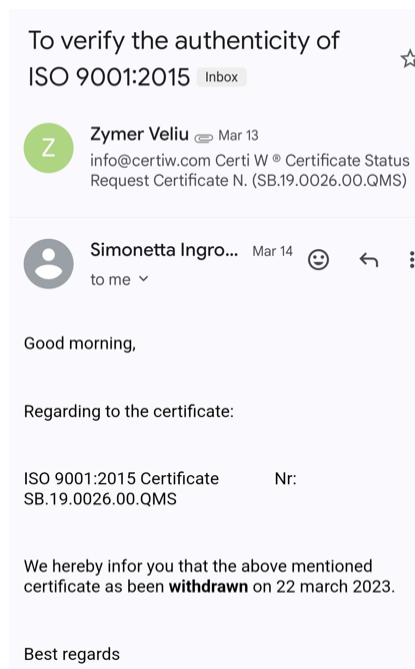 To verify the authenticity of
ISO 9001:2015 Inbox
Z
Zymer Veliu Mar 13
info@certiw.com Certi W ® Certificate Status
Request Certificate N. (SB.19.0026.00.QMS)
Simonetta Ingro... Mar 14
to me
Good morning,
Regarding to the certificate:
ISO 9001:2015 Certificate Nr:
SB.19.0026.00.QMS
We hereby infor you that the above mentioned
certificate as been withdrawn on 22 march 2023.
Best regards